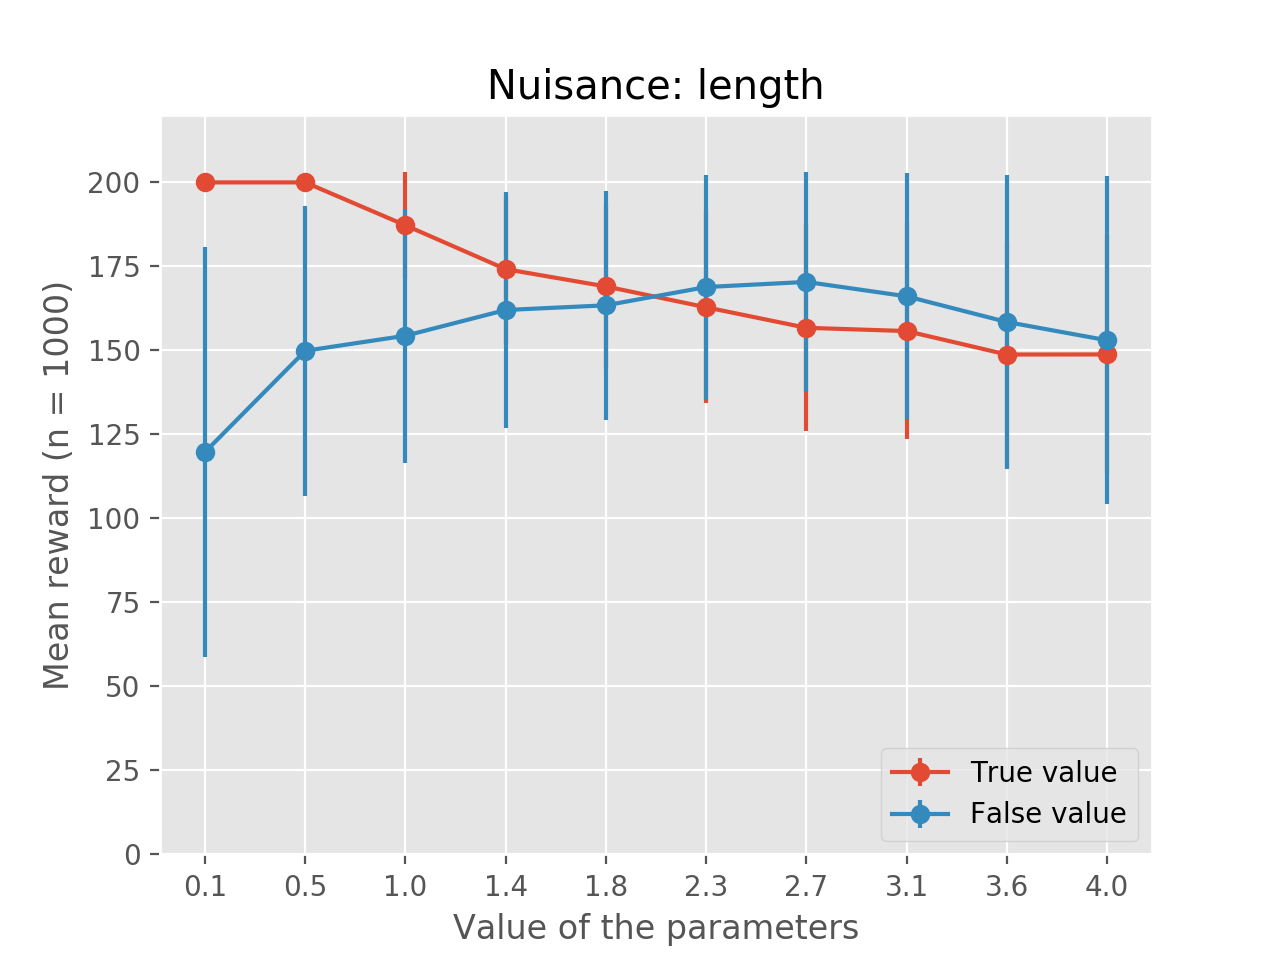 Nuisance: length
Mean reward (n = 1000)
200
175
150
125
100
75
50
25
0
0.1 0.5 1.0 1.4 1.8 2.3 2.7 3.1 3.6 4.0
Value of the parameters
True value
False value